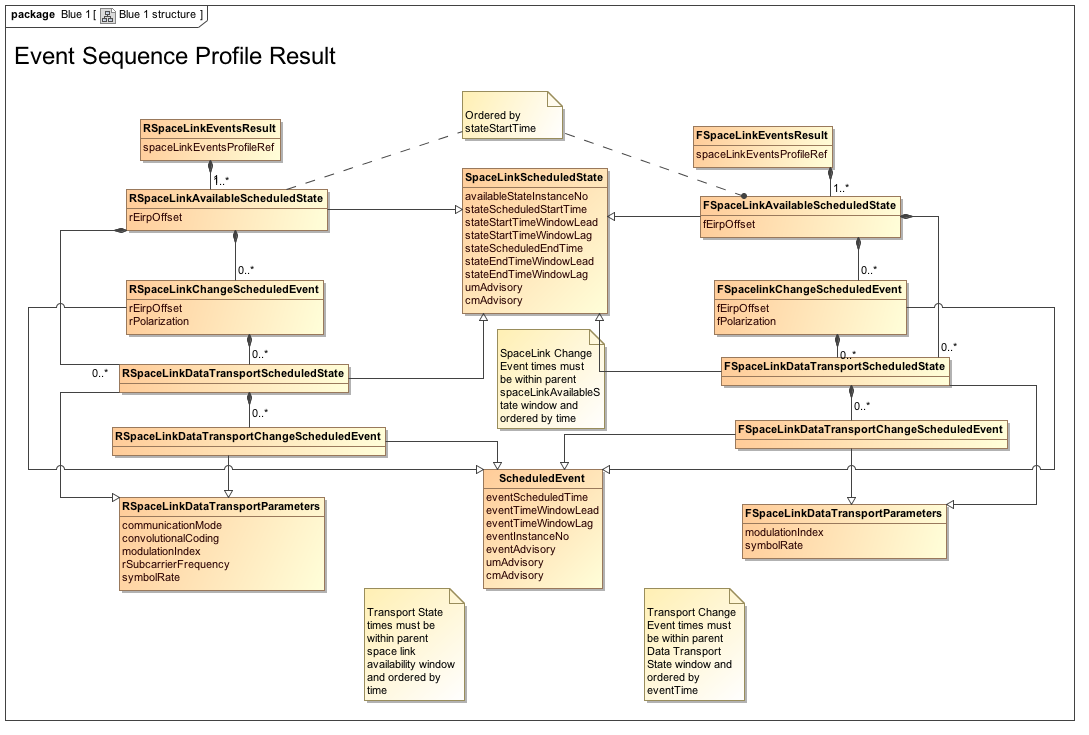 package Blue 1 [ Blue 1 structure ]
Event Sequence Profile Result
Ordered by
stateStartTime
RSpaceLinkEventsResult
spaceLinkEventsProfileRef
1..*
RSpaceLinkAvailableScheduledState
rEirpOffset
0..*
RSpaceLinkChangeScheduledEvent
rEirpOffset
rPolarization
0..*
0..*
RSpaceLinkDataTransportScheduledState
0..*
RSpaceLinkDataTransportChangeScheduledEvent
RSpaceLinkDataTransportParameters
communicationMode
convolutionalCoding
modulationIndex
rSubcarrierFrequency
symbolRate
SpaceLinkScheduledState
availableStateInstanceNo
stateScheduledStartTime
stateStartTimeWindowLead
stateStartTimeWindowLag
stateScheduledEndTime
stateEndTimeWindowLead
stateEndTimeWindowLag
umAdvisory
cmAdvisory
SpaceLink Change
Event times must
be within parent
spaceLinkAvailableS
tate window and
ordered by time
ScheduledEvent
eventScheduledTime
eventTimeWindowLead
eventTimeWindowLag
eventInstanceNo
eventAdvisory
umAdvisory
cmAdvisory
FSpaceLinkEventsResult
spaceLinkEventsProfileRef
1..*
FSpaceLinkAvailableScheduledState
fEirpOffset
0..*
FSpacelinkChangeScheduledEvent
fEirpOffset
fPolarization
0..*
0..*
FSpaceLinkDataTransportScheduledState
0..*
FSpaceLinkDataTransportChangeScheduledEvent
FSpaceLinkDataTransportParameters
modulationIndex
symbolRate
Transport State
times must be
within parent
space link
availability window
and ordered by
time
Transport Change
Event times must
be within parent
Data Transport
State window and
ordered by
eventTime